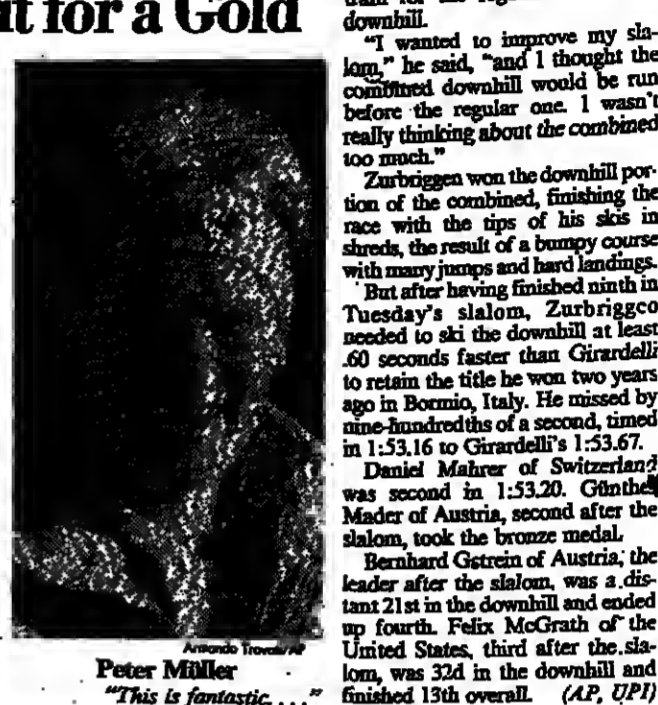 it for a Gold
Armando Trovati/AP
Peter Müller
"This is fantastic. . . ."
downhill.
"I wanted to improve my sla-
lom," he said, "and I thought the
combined downhill would be run
before the regular one. I wasn't
really thinking about the combined
too much."
Zurbriggen won the downhill por-
tion of the combined, finishing the
race with the tips of his skis in
shreds, the result of a bumpy course
with many jumps and hard landings.
But after having finished ninth in
Tuesday's slalom, Zurbriggco
needed to ski the downhill at least
.60 seconds faster than Girardelli
to retain the title he won two years
ago in Bormio, Italy. He missed by
nine-hundredths of a second, timed
in 1:53.16 to Girardelli's 1:53.67.
Daniel Mahrer of Switzerland
was second in 1:53.20. Günther
Mader of Austria, second after the
slalom, took the bronze medal.
Bernhard Gstrein of Austria, the
leader after the slalom, was a dis-
tant 21st in the downhill and ended
up fourth. Felix McGrath of the
United States, third after the sla-
lom, was 32d in the downhill and
finished 13th overall. (AP, UPI)